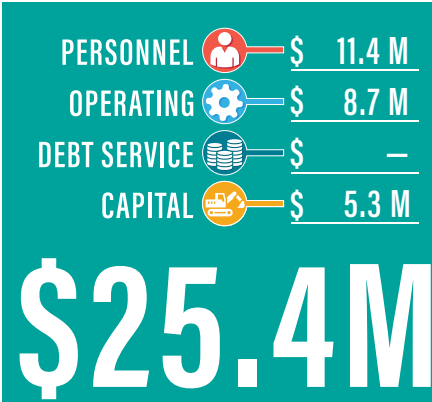 PERSONNEL $ 11.4 M
OPERATING $ 8.7 M
DEBT SERVICE $ –
CAPITAL $ 5.3 M
$25.4M